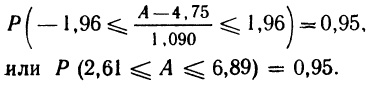 P(−1,96 ⩽ A−4,75 / 1,090 ⩽ 1,96)=0,95,
или P (2,61 ⩽ A ⩽ 6,89) = 0,95.